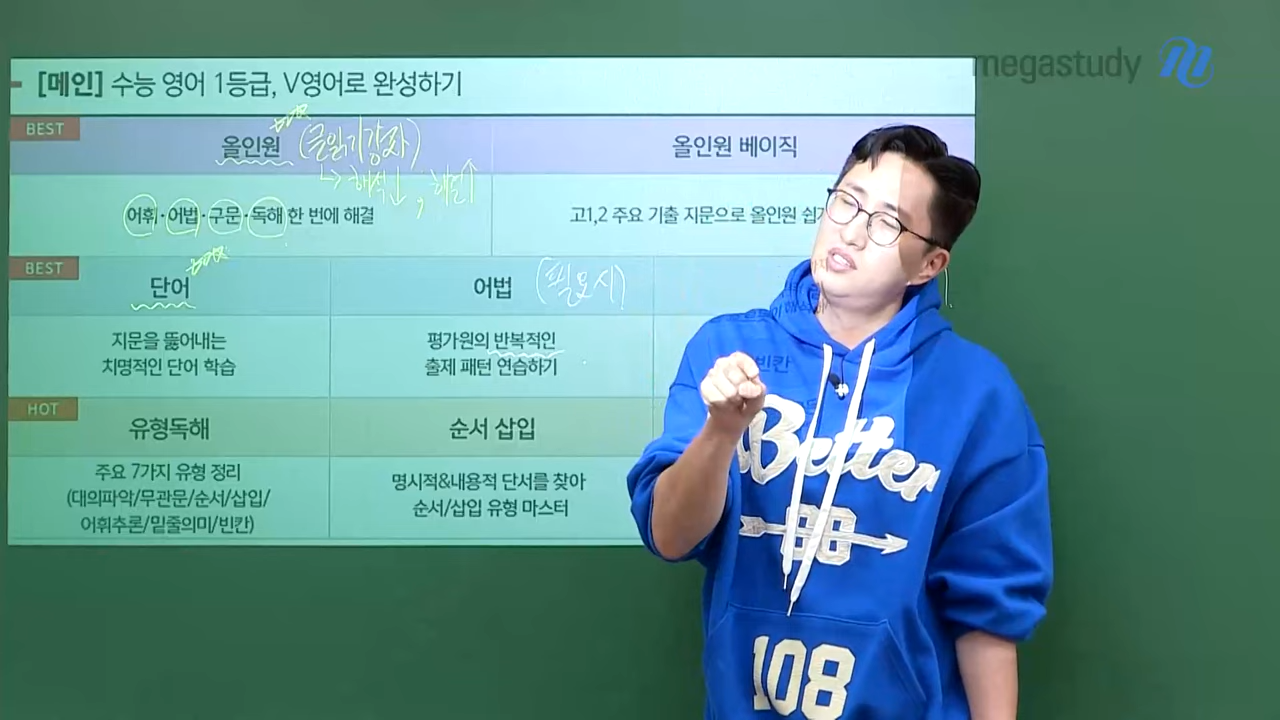 megastudy
[메인] 수능 영어 1등급, V영어로 완성하기
BEST
올인원 (글읽기강좌)
올인원 베이직
↳ 해석↓, 해결↑
어휘·어법·구문·독해 한 번에 해결
고1,2 주요 기출 지문으로 올인원 쉽게
BEST
단어
어법 (필요시)
지문을 뚫어내는
치명적인 단어 학습
평가원의 반복적인
출제 패턴 연습하기
빈칸
HOT
유형독해
순서 삽입
주요 7가지 유형 정리
(대의파악/무관문/순서/삽입/
어휘추론/밑줄의미/빈칸)
명시적&내용적 단서를 찾아
순서/삽입 유형 마스터
Better
108